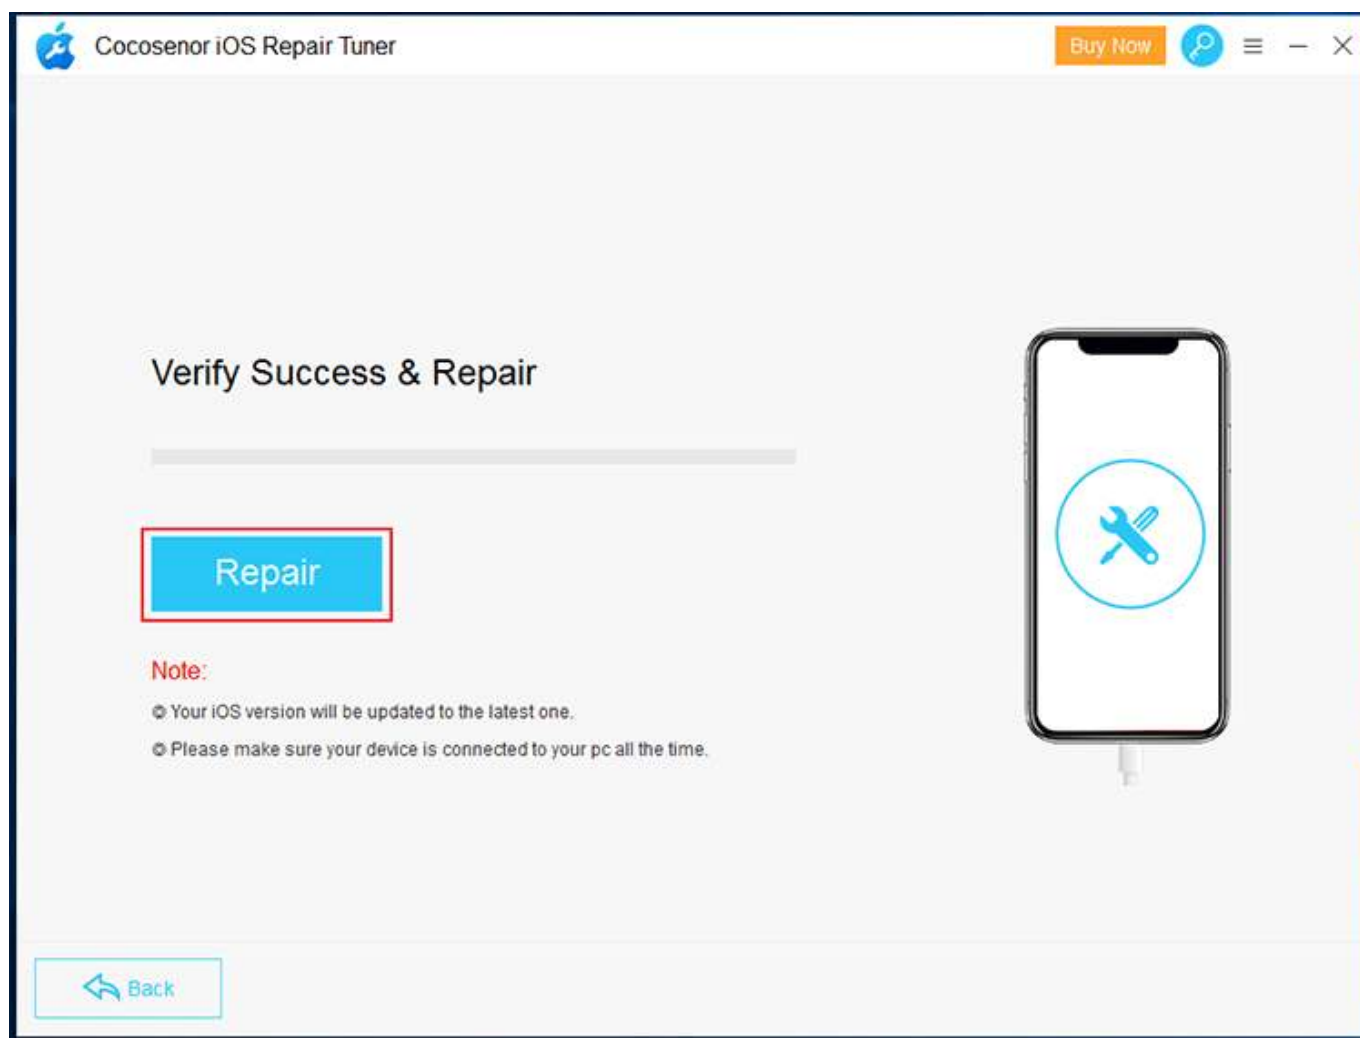 Cocosenor iOS Repair Tuner
Buy Now
Verify Success & Repair
Repair
Note:
Your iOS version will be updated to the latest one.
Please make sure your device is connected to your pc all the time.
Back